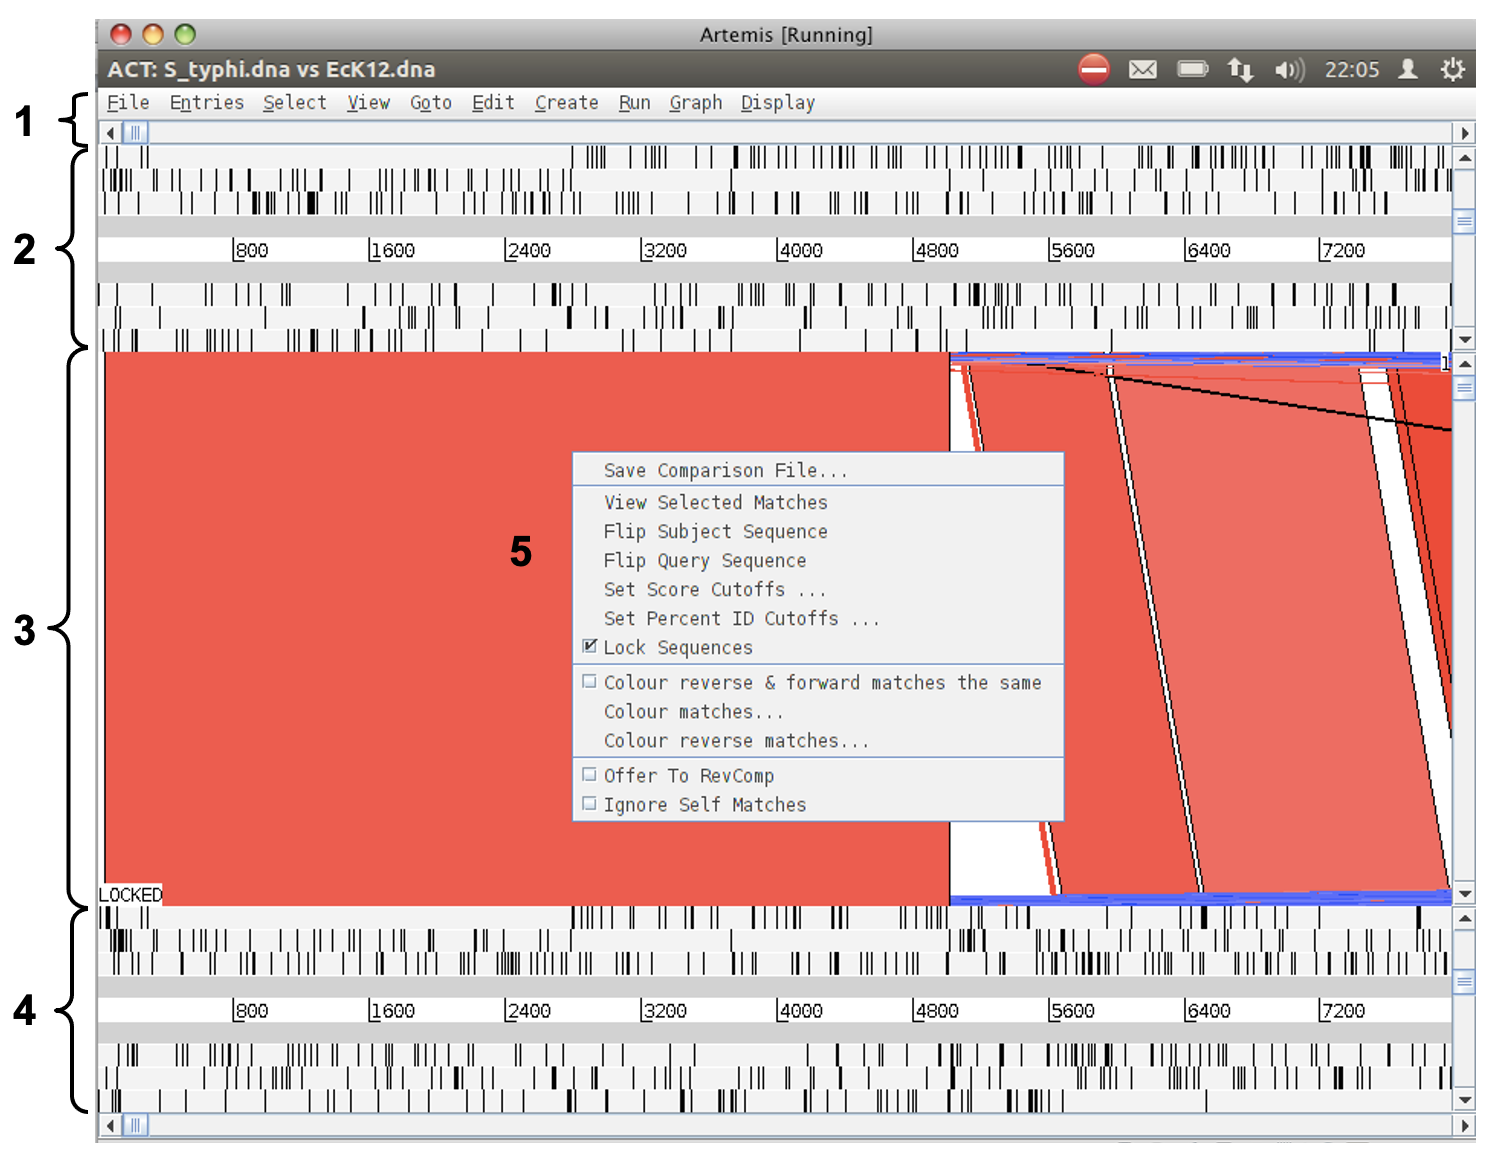 Artemis [Running]
ACT: S_typhi.dna vs EcK12.dna
22:05
File Entries Select View Goto Edit Create Run Graph Display
1
2
800 1600 2400 3200 4000 4800 5600 6400 7200
1
3
5
Save Comparison File...
View Selected Matches
Flip Subject Sequence
Flip Query Sequence
Set Score Cutoffs ...
Set Percent ID Cutoffs ...
Lock Sequences
Colour reverse & forward matches the same
Colour matches...
Colour reverse matches...
Offer To RevComp
Ignore Self Matches
LOCKED
4
800 1600 2400 3200 4000 4800 5600 6400 7200